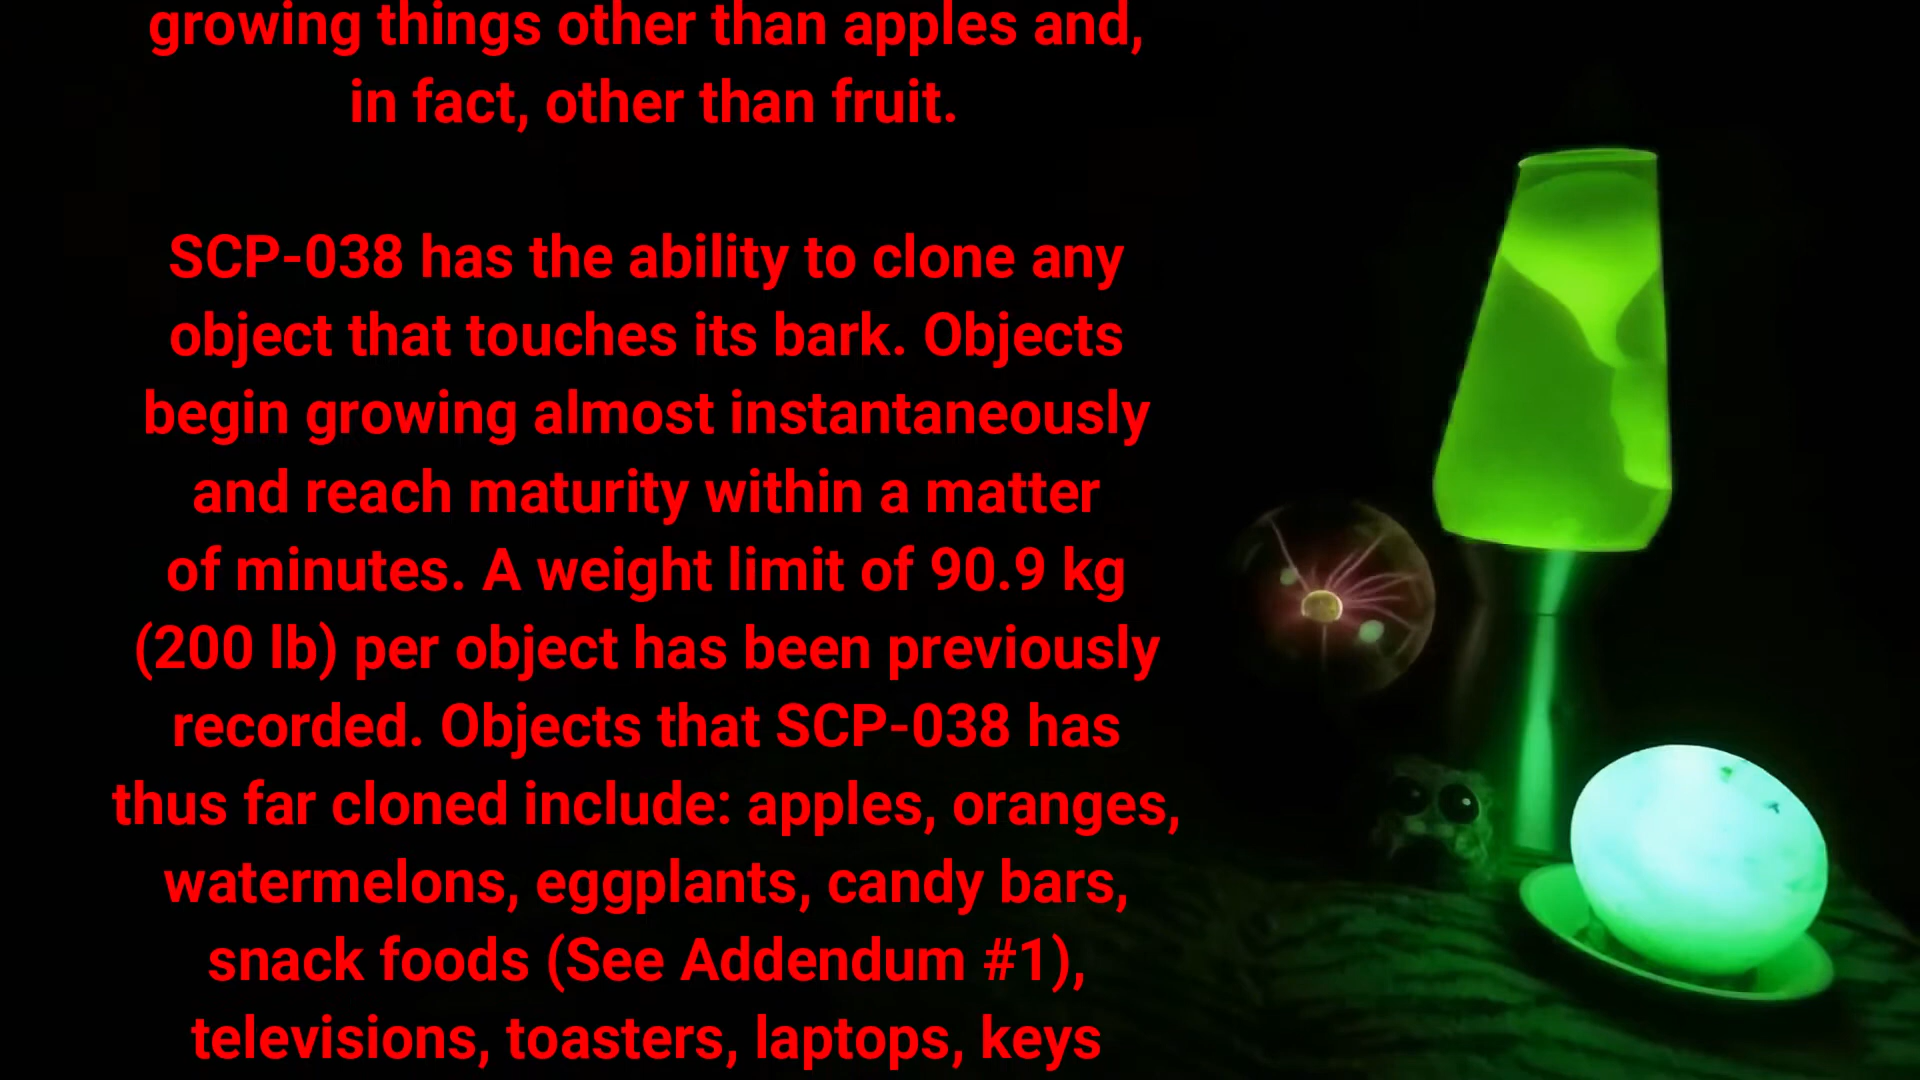 growing things other than apples and,
in fact, other than fruit.
SCP-038 has the ability to clone any
object that touches its bark. Objects
begin growing almost instantaneously
and reach maturity within a matter
of minutes. A weight limit of 90.9 kg
(200 lb) per object has been previously
recorded. Objects that SCP-038 has
thus far cloned include: apples, oranges,
watermelons, eggplants, candy bars,
snack foods (See Addendum #1),
televisions, toasters, laptops, keys